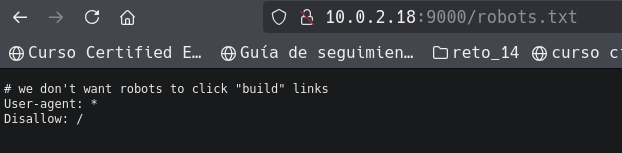 10.0.2.18:9000/robots.txt
Curso Certified E… Guía de seguimien… reto_14 curso c
# we don't want robots to click "build" links
User-agent: *
Disallow: /